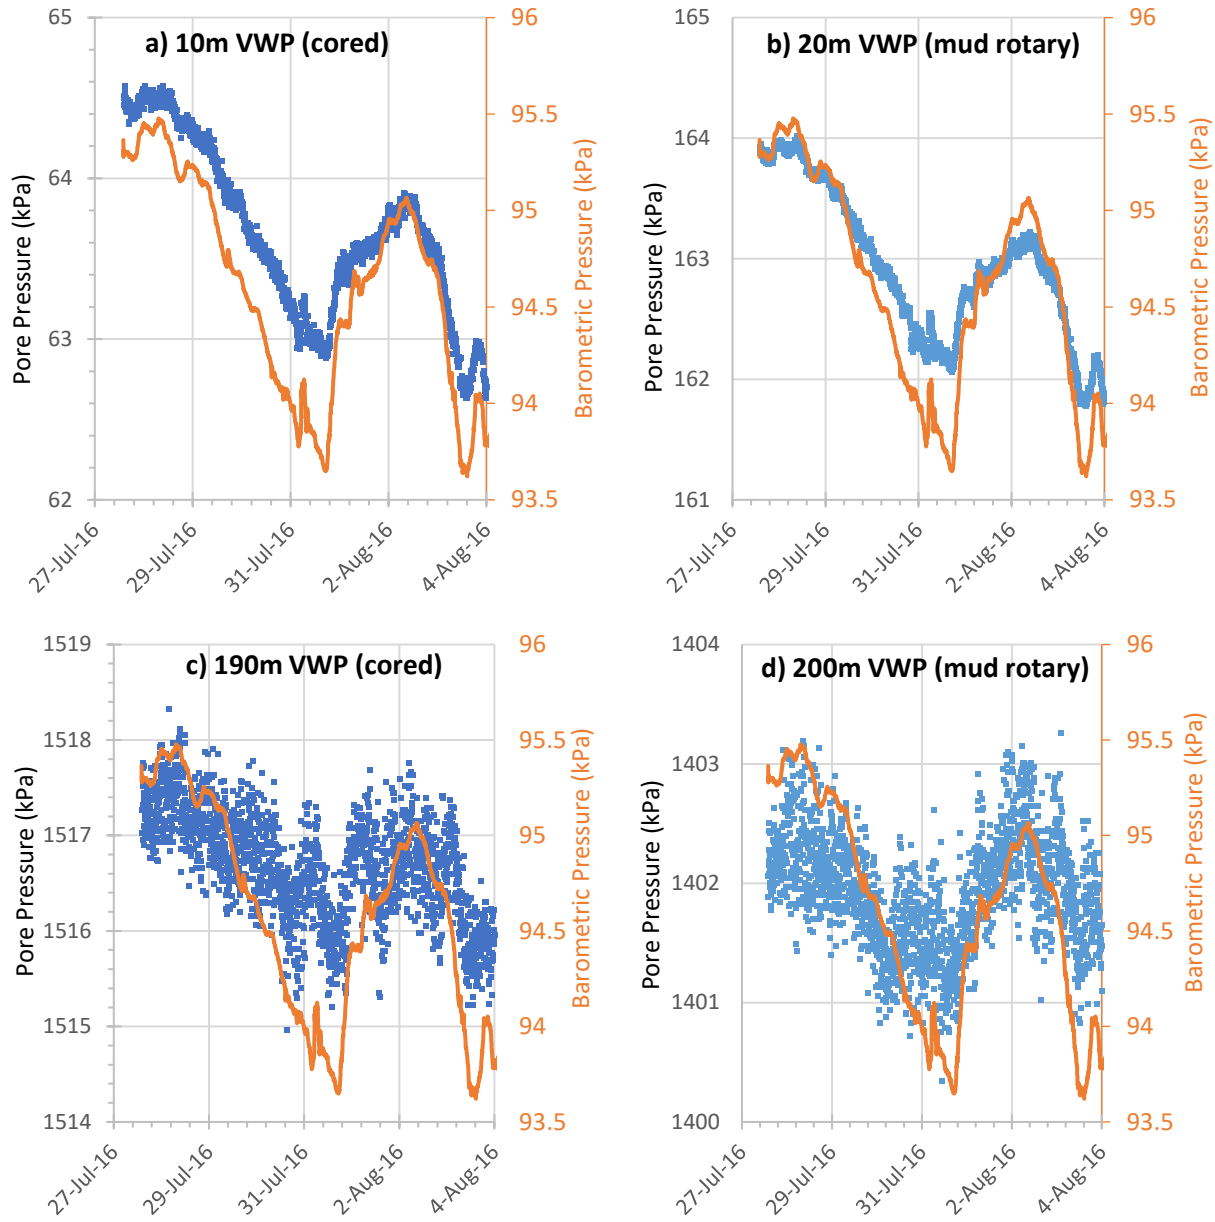 a) 10m VWP (cored)
Pore Pressure (kPa)
65
64
63
62
Barometric Pressure (kPa)
96
95.5
95
94.5
94
93.5
27-Jul-16
29-Jul-16
31-Jul-16
2-Aug-16
4-Aug-16
b) 20m VWP (mud rotary)
Pore Pressure (kPa)
165
164
163
162
161
Barometric Pressure (kPa)
96
95.5
95
94.5
94
93.5
27-Jul-16
29-Jul-16
31-Jul-16
2-Aug-16
4-Aug-16
c) 190m VWP (cored)
Pore Pressure (kPa)
1519
1518
1517
1516
1515
1514
Barometric Pressure (kPa)
96
95.5
95
94.5
94
93.5
27-Jul-16
29-Jul-16
31-Jul-16
2-Aug-16
4-Aug-16
d) 200m VWP (mud rotary)
Pore Pressure (kPa)
1404
1403
1402
1401
1400
Barometric Pressure (kPa)
96
95.5
95
94.5
94
93.5
27-Jul-16
29-Jul-16
31-Jul-16
2-Aug-16
4-Aug-16